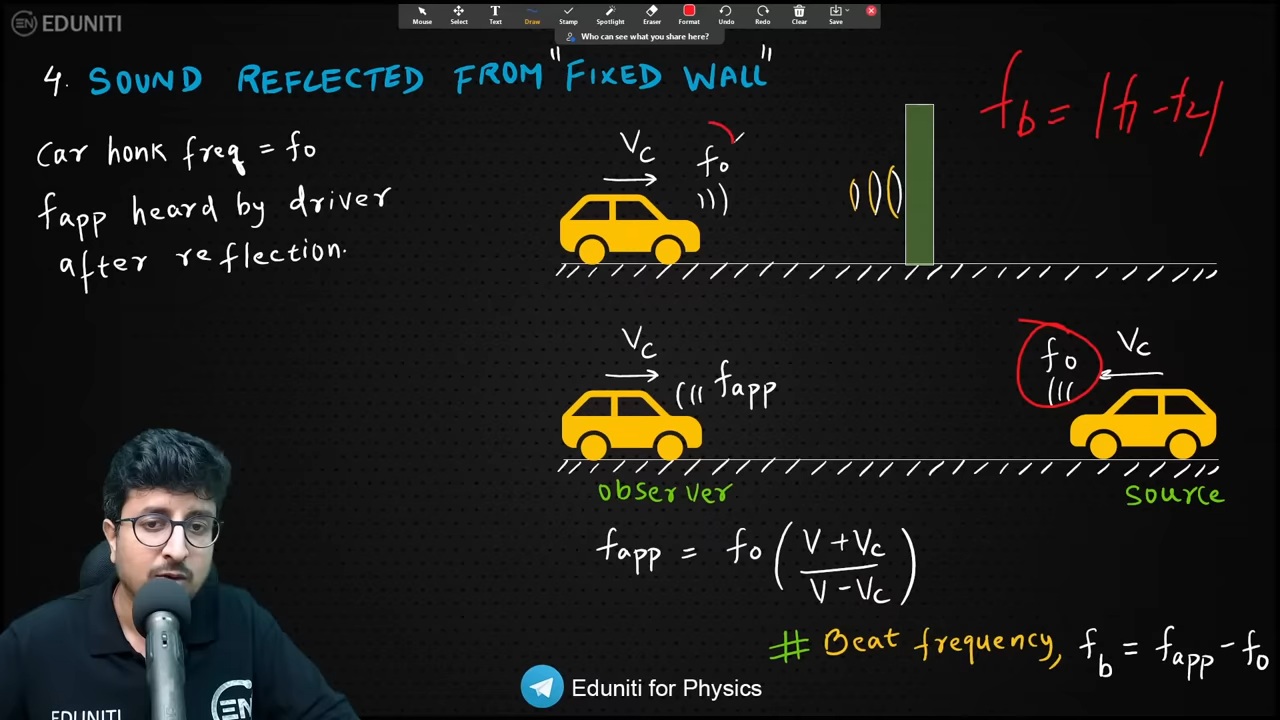 EN EDUNITI
Mouse Select Text Draw Stamp Spotlight Eraser Format Undo Redo Clear Save
Who can see what you share here?
4. SOUND REFLECTED FROM "FIXED WALL"
fb = |f1 - f2|
Car honk freq = fo
fapp heard by driver
after reflection.
Vc
fo
Vc
fapp
fo
Vc
observer
source
fapp = fo ( V + Vc / V - Vc )
# Beat frequency, fb = fapp - fo
Eduniti for Physics
EDUNITI
EN